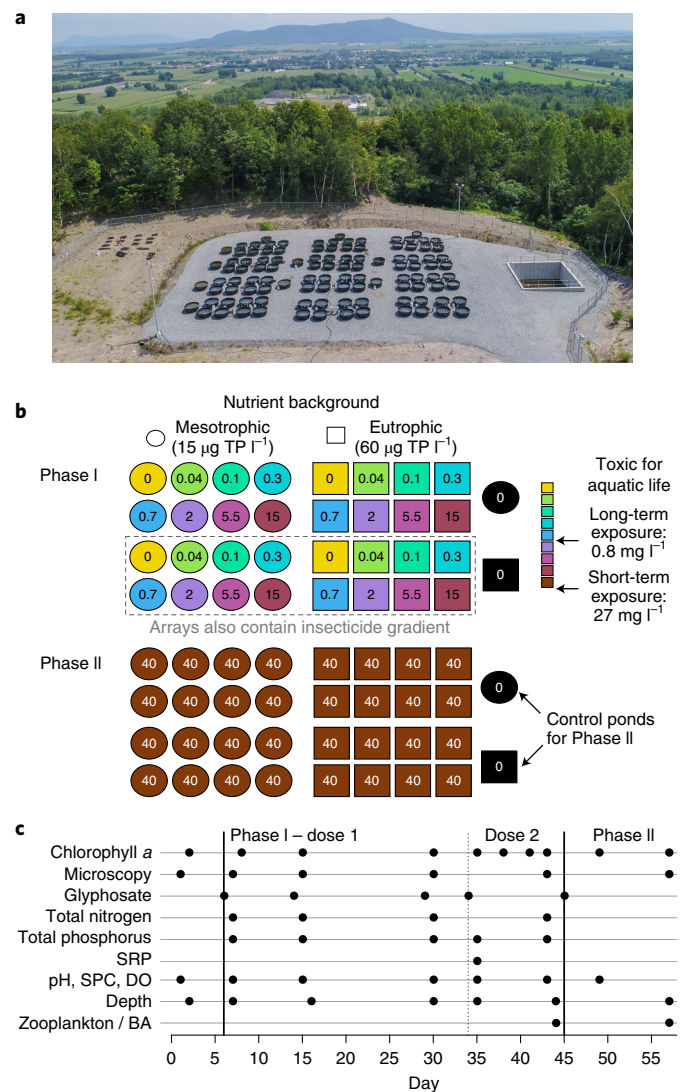 a
b
Nutrient background
Mesotrophic
(15 µg TP l⁻¹)
Eutrophic
(60 µg TP l⁻¹)
Phase I
0 0.04 0.1 0.3 0 0.04 0.1 0.3 0
0.7 2 5.5 15 0.7 2 5.5 15
0 0.04 0.1 0.3 0 0.04 0.1 0.3 0
0.7 2 5.5 15 0.7 2 5.5 15
Arrays also contain insecticide gradient
Toxic for
aquatic life
Long-term
exposure:
0.8 mg l⁻¹
Short-term
exposure:
27 mg l⁻¹
Phase II
40 40 40 40 40 40 40 40 0
40 40 40 40 40 40 40 40
40 40 40 40 40 40 40 40 0
40 40 40 40 40 40 40 40
Control ponds
for Phase II
c
Phase I – dose 1 Dose 2 Phase II
Chlorophyll a
Microscopy
Glyphosate
Total nitrogen
Total phosphorus
SRP
pH, SPC, DO
Depth
Zooplankton / BA
0 5 10 15 20 25 30 35 40 45 50 55
Day